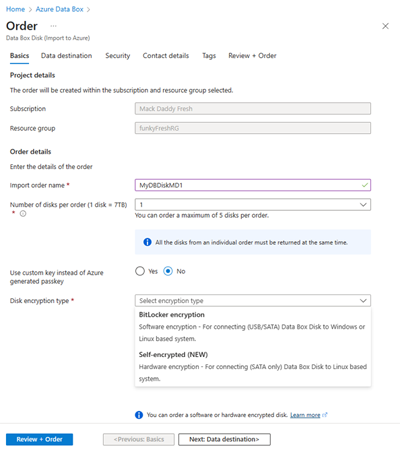 Home > Azure Data Box >
Order ...
Data Box Disk (Import to Azure)
Basics Data destination Security Contact details Tags Review + Order
Project details
The order will be created within the subscription and resource group selected.
Subscription Mack Daddy Fresh
Resource group funkyFreshRG
Order details
Enter the details of the order
Import order name * MyDBDiskMD1
Number of disks per order (1 disk × 7TB) 1
*
You can order a maximum of 5 disks per order.
All the disks from an individual order must be returned at the same time.
Use custom key instead of Azure
generated passkey
Yes No
Disk encryption type * Select encryption type
BitLocker encryption
Software encryption - For connecting (USB/SATA) Data Box Disk to Windows or
Linux based system.
Self-encrypted (NEW)
Hardware encryption - For connecting (SATA only) Data Box Disk to Linux based
system.
You can order a software or hardware encrypted disk. Learn more
Review + Order <Previous: Basics Next: Data destination>